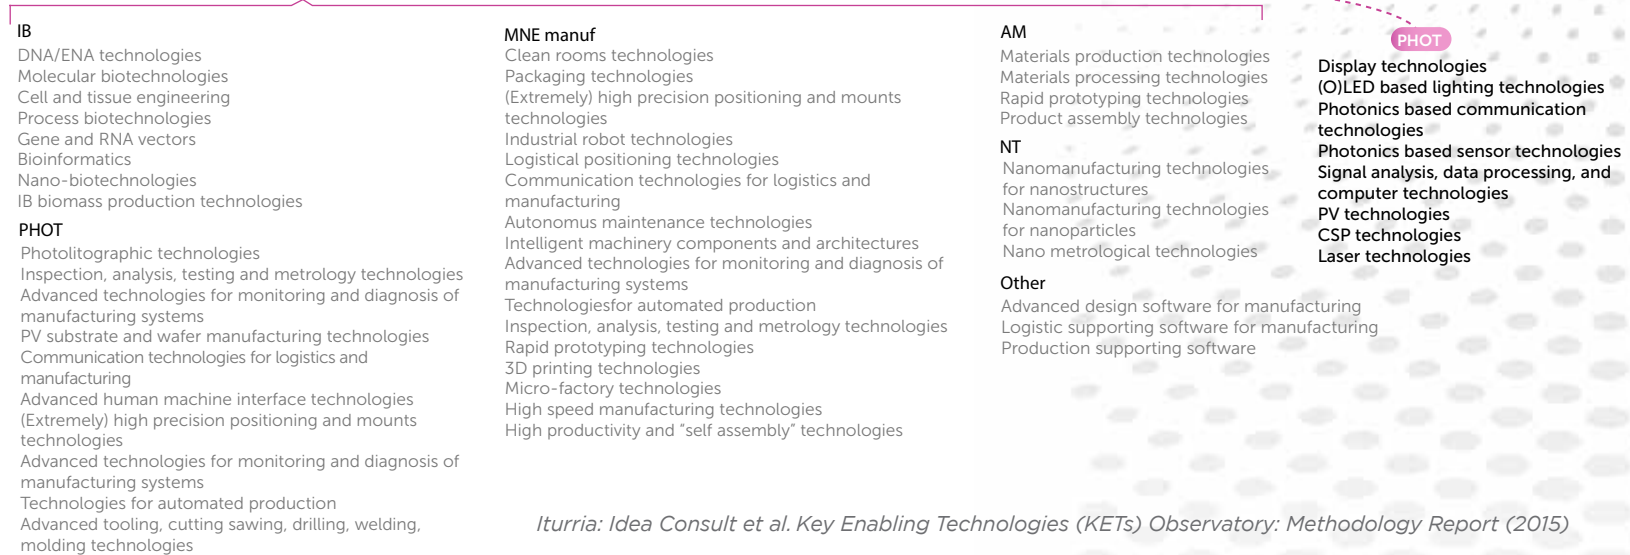 IB
DNA/ENA technologies
Molecular biotechnologies
Cell and tissue engineering
Process biotechnologies
Gene and RNA vectors
Bioinformatics
Nano-biotechnologies
IB biomass production technologies
PHOT
Photolitographic technologies
Inspection, analysis, testing and metrology technologies
Advanced technologies for monitoring and diagnosis of
manufacturing systems
PV substrate and wafer manufacturing technologies
Communication technologies for logistics and
manufacturing
Advanced human machine interface technologies
(Extremely) high precision positioning and mounts
technologies
Advanced technologies for monitoring and diagnosis of
manufacturing systems
Technologies for automated production
Advanced tooling, cutting sawing, drilling, welding,
molding technologies
MNE manuf
Clean rooms technologies
Packaging technologies
(Extremely) high precision positioning and mounts
technologies
Industrial robot technologies
Logistical positioning technologies
Communication technologies for logistics and
manufacturing
Autonomus maintenance technologies
Intelligent machinery components and architectures
Advanced technologies for monitoring and diagnosis of
manufacturing systems
Technologiesfor automated production
Inspection, analysis, testing and metrology technologies
Rapid prototyping technologies
3D printing technologies
Micro-factory technologies
High speed manufacturing technologies
High productivity and "self assembly" technologies
AM
Materials production technologies
Materials processing technologies
Rapid prototyping technologies
Product assembly technologies
NT
Nanomanufacturing technologies
for nanostructures
Nanomanufacturing technologies
for nanoparticles
Nano metrological technologies
Other
Advanced design software for manufacturing
Logistic supporting software for manufacturing
Production supporting software
PHOT
Display technologies
(O)LED based lighting technologies
Photonics based communication
technologies
Photonics based sensor technologies
Signal analysis, data processing, and
computer technologies
PV technologies
CSP technologies
Laser technologies
Iturria: Idea Consult et al. Key Enabling Technologies (KETs) Observatory: Methodology Report (2015)